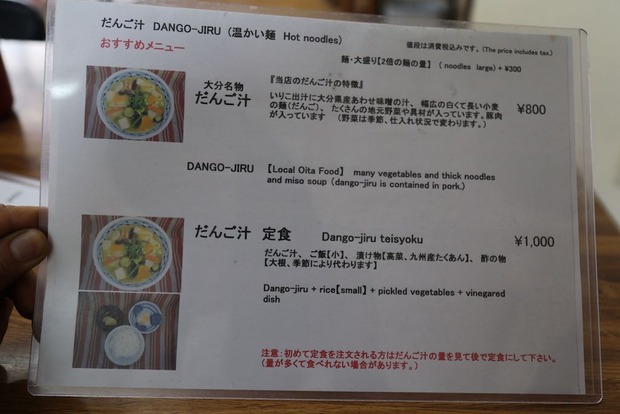 だんご汁 DANGO-JIRU (温かい麺 Hot noodles)
値段は消費税込みです。(The price includes tax.)
おすすめメニュー
麺・大盛り【2倍の麺の量】 ( noodles large) + ¥300
大分名物
だんご汁
『当店のだんご汁の特徴』
いりこ出汁に大分県産あわせ味噌の汁、 幅広の白くて長い小麦
の麺(だんご)、 たくさんの地元野菜や具材が入っています。豚肉
が入っています (野菜は季節、仕入れ状況で変わります。)
¥800
DANGO-JIRU 【Local Oita Food】 many vegetables and thick noodles
and miso soup (dango-jiru is contained in pork.)
だんご汁 定食 Dango-jiru teisyoku
¥1,000
だんご汁、 ご飯【小】、 漬け物【高菜、九州産たくあん】、 酢の物
【大根、季節により代わります】
Dango-jiru + rice【small】 + pickled vegetables + vinegared
dish
注意：初めて定食を注文される方はだんご汁の量を見て後で定食にして下さい。
(量が多くて食べれない場合があります。)